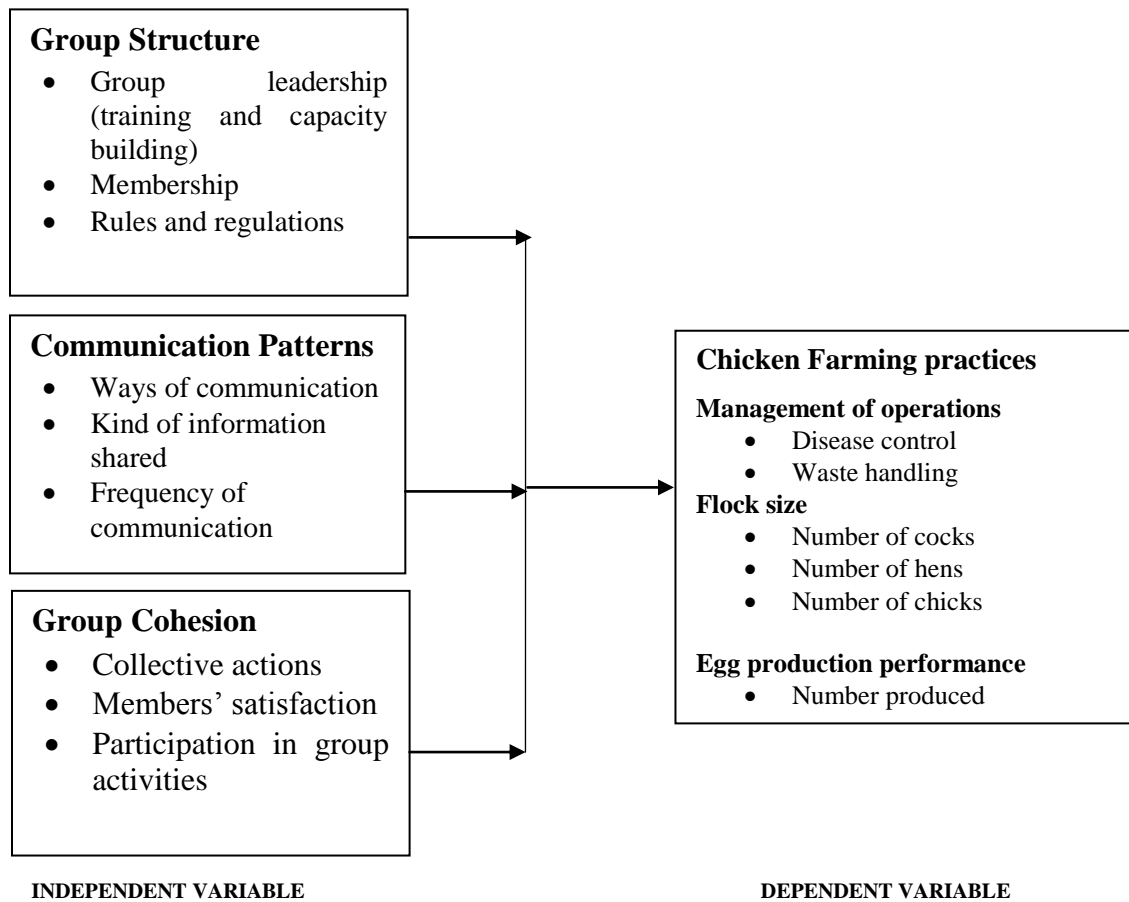 Group Structure
• Group leadership
(training and capacity
building)
• Membership
• Rules and regulations
Communication Patterns
• Ways of communication
• Kind of information
shared
• Frequency of
communication
Group Cohesion
• Collective actions
• Members’ satisfaction
• Participation in group
activities
Chicken Farming practices
Management of operations
• Disease control
• Waste handling
Flock size
• Number of cocks
• Number of hens
• Number of chicks
Egg production performance
• Number produced
INDEPENDENT VARIABLE
DEPENDENT VARIABLE